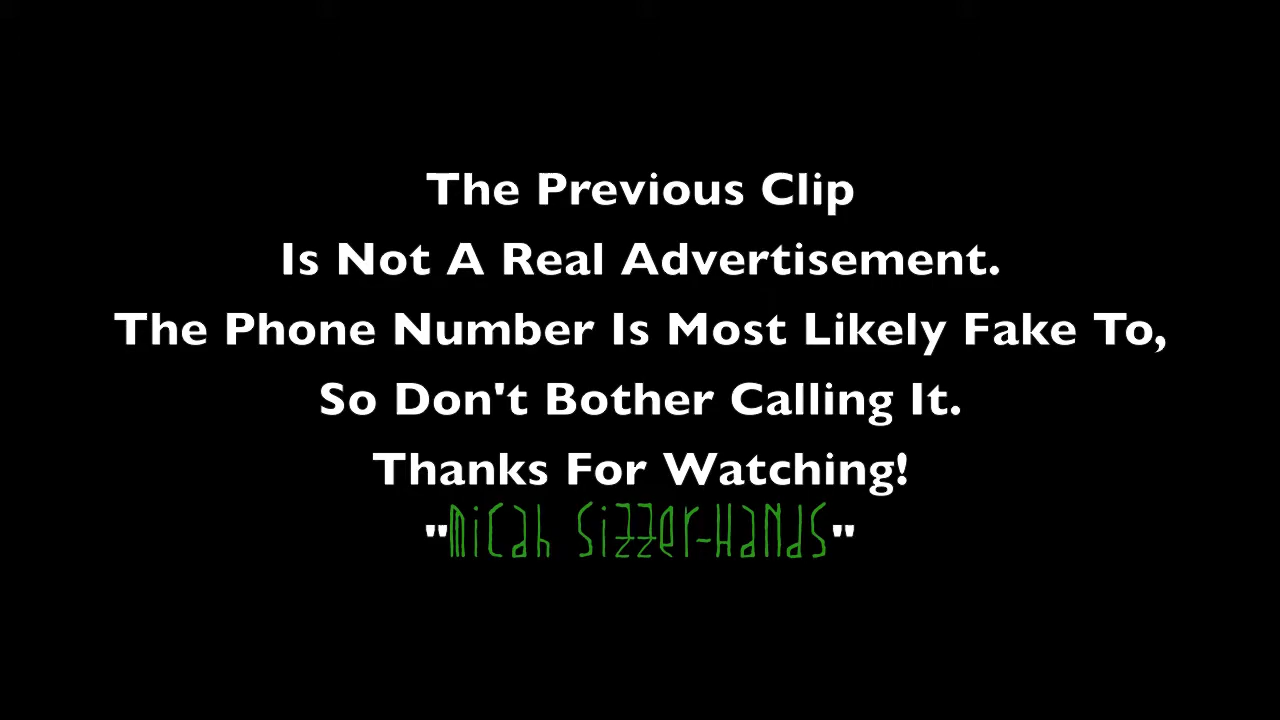 The Previous Clip
Is Not A Real Advertisement.
The Phone Number Is Most Likely Fake To,
So Don't Bother Calling It.
Thanks For Watching!
"Micah Sizzer-Hands"